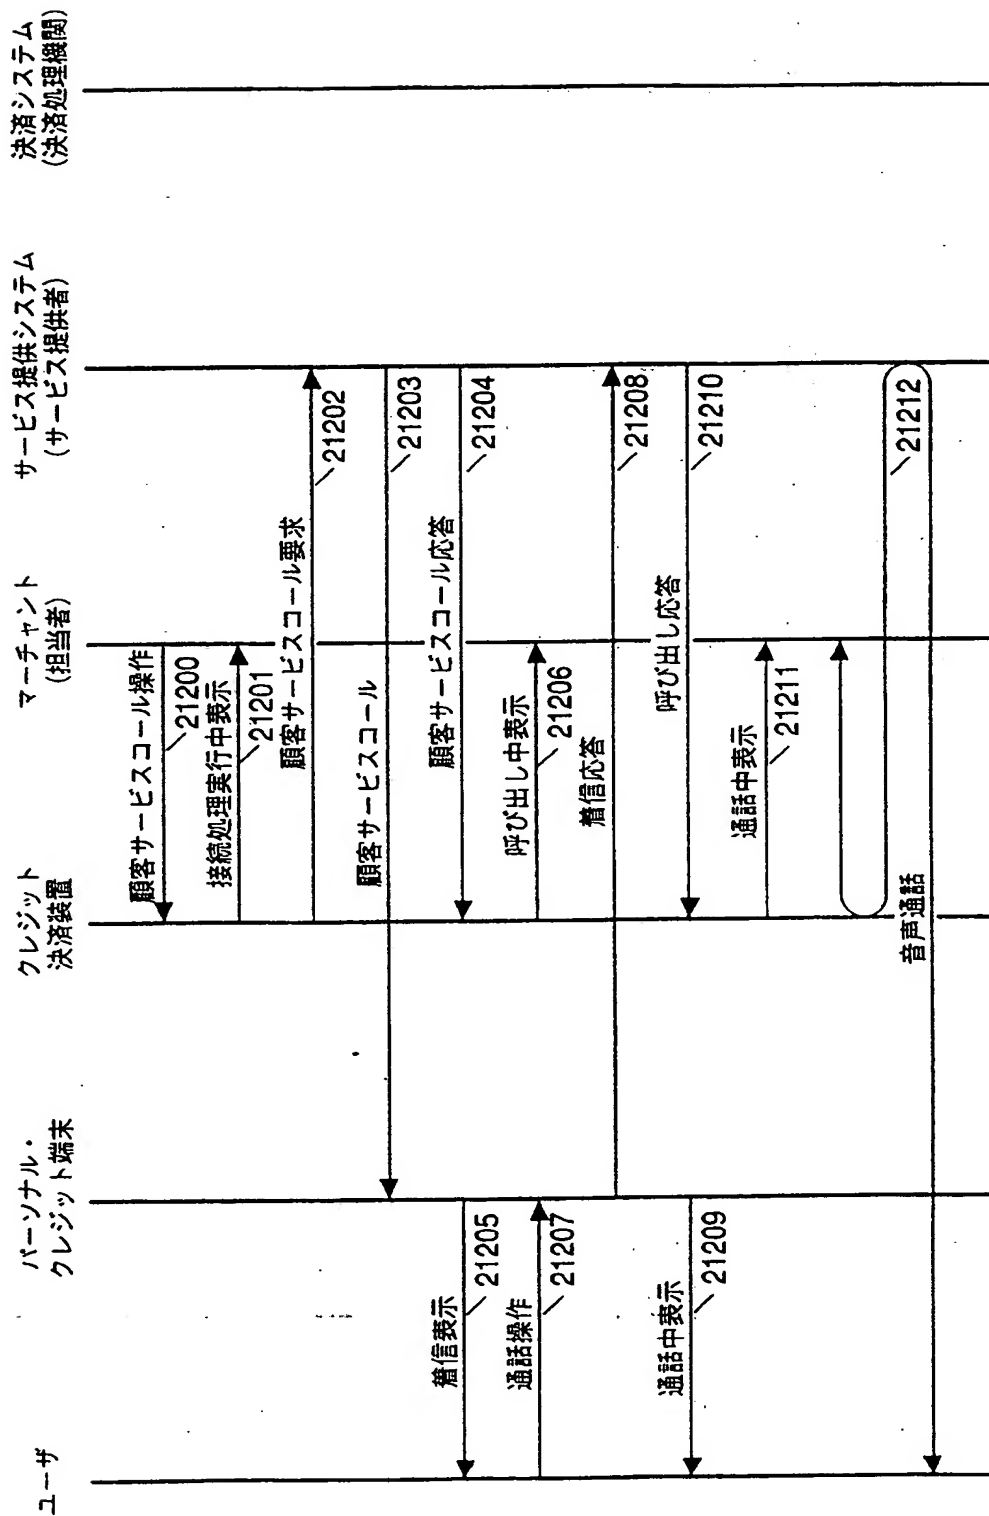 ユーザ
パーソナル・
クレジット端末
クレジット
決済装置
マーチャント
(担当者)
サービス提供システム
(サービス提供者)
決済システム
(決済処理機関)
顧客サービスコール操作
21200
接続処理実行中表示
21201
顧客サービスコール要求
21202
顧客サービスコール
21203
顧客サービスコール応答
21204
着信表示
21205
呼び出し中表示
21206
通話操作
21207
着信応答
21208
通話中表示
21209
呼び出し応答
21210
通話中表示
21211
音声通話
21212